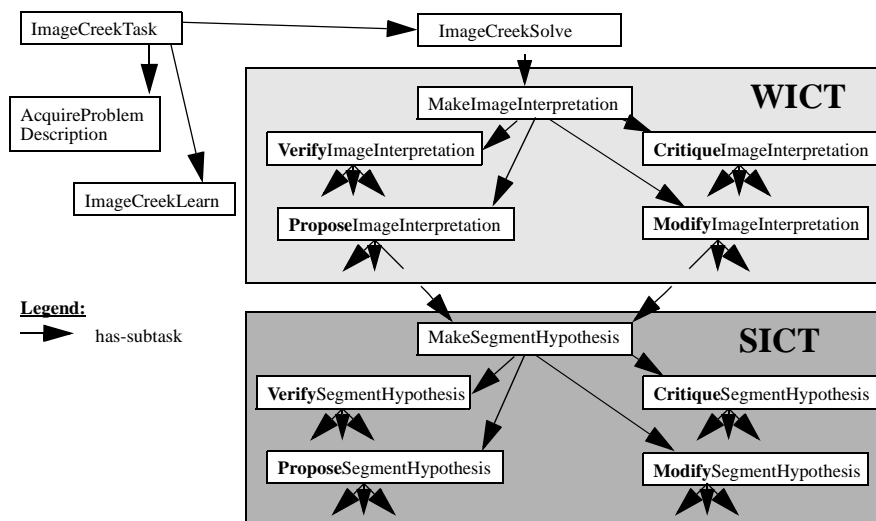 ImageCreekTask
ImageCreekSolve
AcquireProblem
Description
ImageCreekLearn
WICT
MakeImageInterpretation
VerifyImageInterpretation
CritiqueImageInterpretation
ProposeImageInterpretation
ModifyImageInterpretation
Legend:
has-subtask
SICT
MakeSegmentHypothesis
VerifySegmentHypothesis
CritiqueSegmentHypothesis
ProposeSegmentHypothesis
ModifySegmentHypothesis